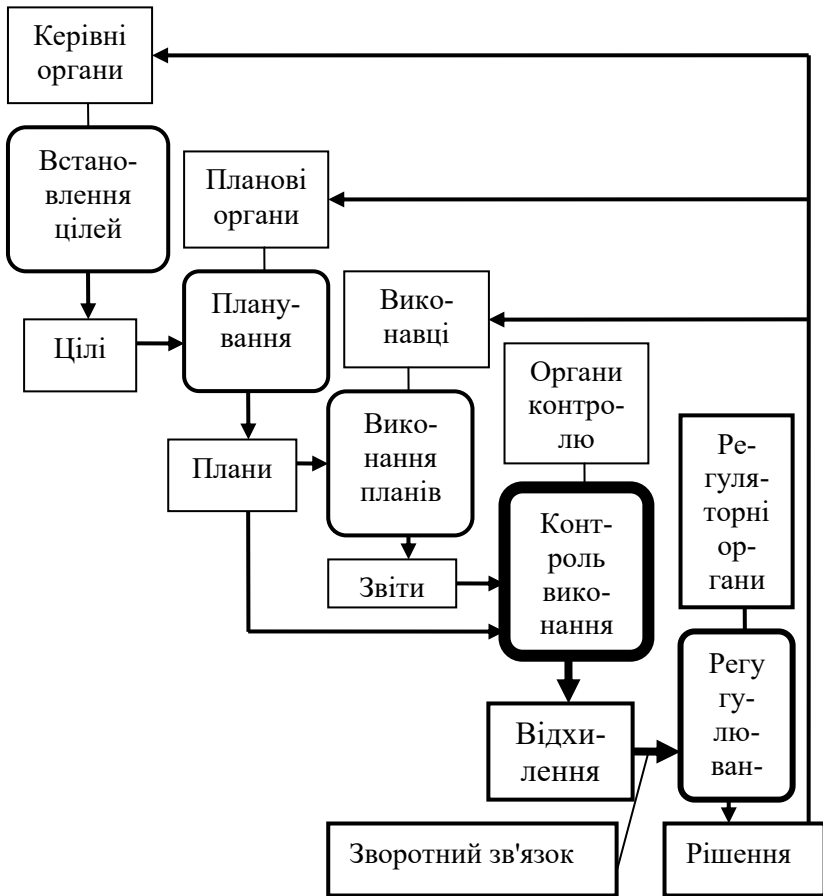 Керівні
органи
Встано-
влення
цілей
Планові
органи
Цілі
Плану-
вання
Вико-
навці
Плани
Вико-
нання
планів
Органи
контро-
лю
Звіти
Конт-
роль
вико-
нання
Ре-
гуля-
торні
ор-
гани
Відхи-
лення
Регу
гу-
лю-
ван-
Зворотний зв'язок
Рішення